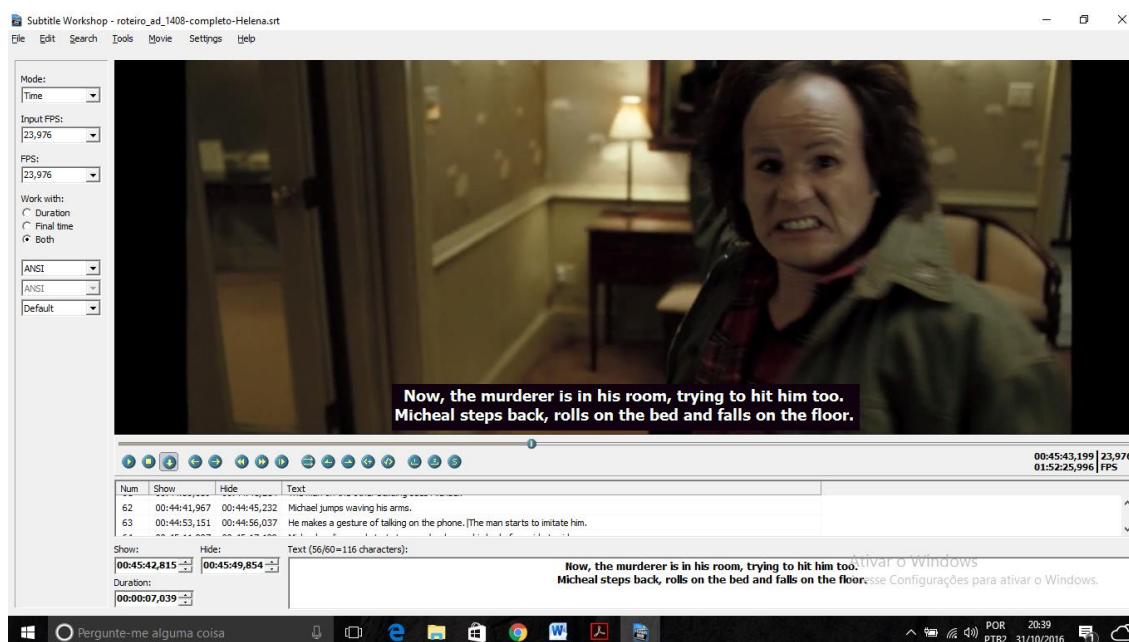 Subtitle Workshop - roteiro_ad_1408-completo-Helena.srt
File Edit Search Tools Movie Settings Help
Mode:
Time
Input FPS:
23,976
FPS:
23,976
Work with:
Duration
Final time
Both
ANSI
ANSI
Default
Now, the murderer is in his room, trying to hit him too.
Micheal steps back, rolls on the bed and falls on the floor.
00:45:43,199 23,976
01:52:25,996 FPS
Num Show Hide Text
62 00:44:41,967 00:44:45,232 Michael jumps waving his arms.
63 00:44:53,151 00:44:56,037 He makes a gesture of talking on the phone. |The man starts to imitate him.
Show: Hide: Text (56/60=116 characters):
00:45:42,815 00:45:49,854
Duration:
00:00:07,039
Now, the murderer is in his room, trying to hit him too.
Micheal steps back, rolls on the bed and falls on the floor.
Ativar o Windows
esse Configurações para ativar o Windows.
Pergunte-me alguma coisa
POR 20:39
PTB2 31/10/2016